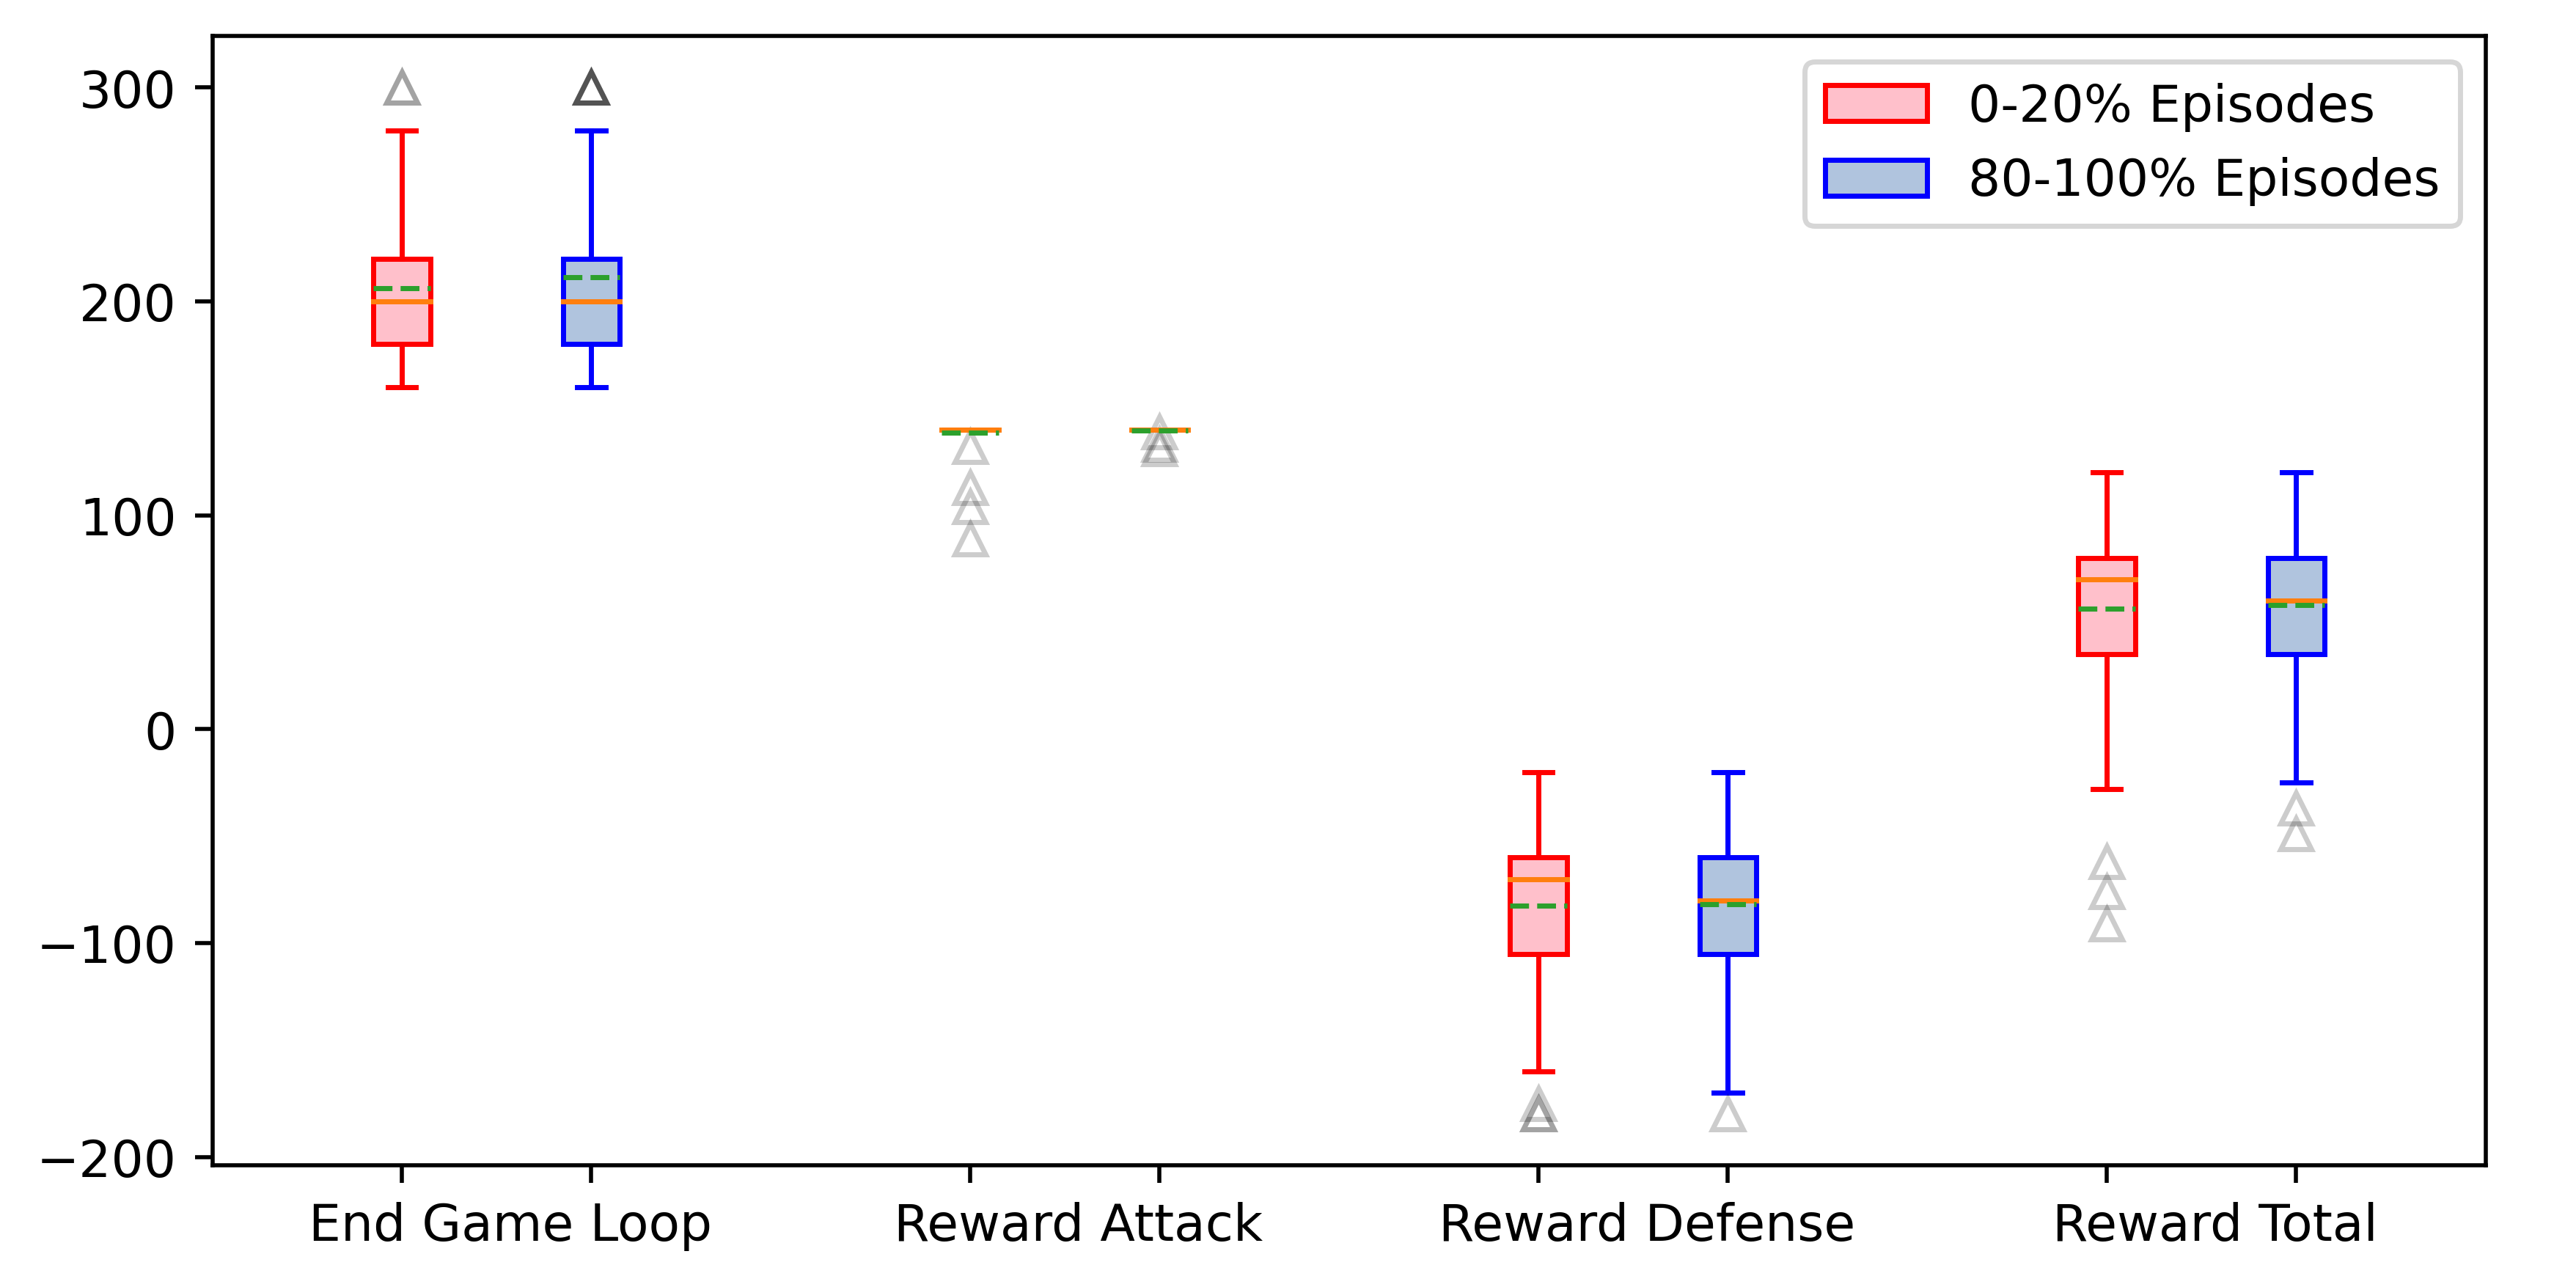 300
200
100
0
−100
−200
0-20% Episodes
80-100% Episodes
End Game Loop
Reward Attack
Reward Defense
Reward Total